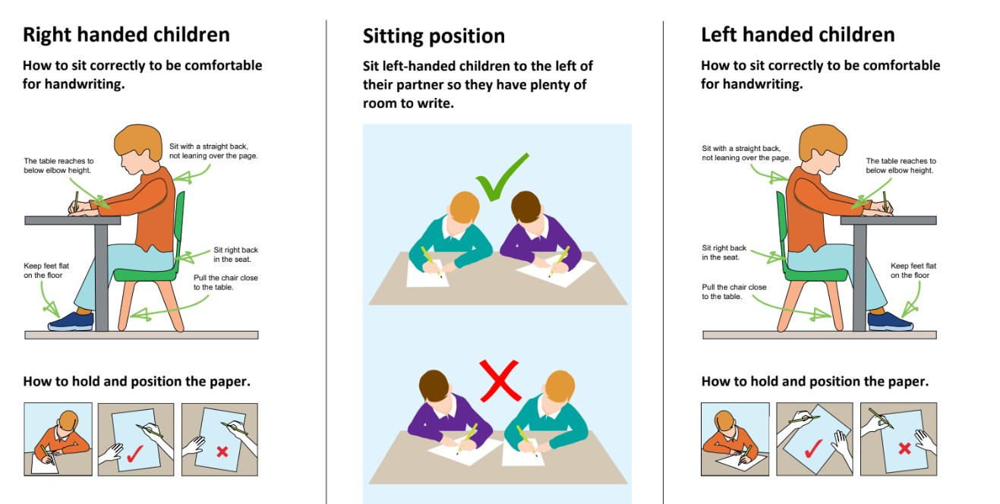 Right handed children
How to sit correctly to be comfortable
for handwriting.
Sit with a straight back,
not leaning over the page.
The table reaches to
below elbow height.
Sit right back
in the seat.
Keep feet flat
on the floor
Pull the chair close
to the table.
How to hold and position the paper.
Sitting position
Sit left-handed children to the left of
their partner so they have plenty of
room to write.
Left handed children
How to sit correctly to be comfortable
for handwriting.
Sit with a straight back,
not leaning over the page.
The table reaches to
below elbow height.
Sit right back
in the seat.
Keep feet flat
on the floor
Pull the chair close
to the table.
How to hold and position the paper.